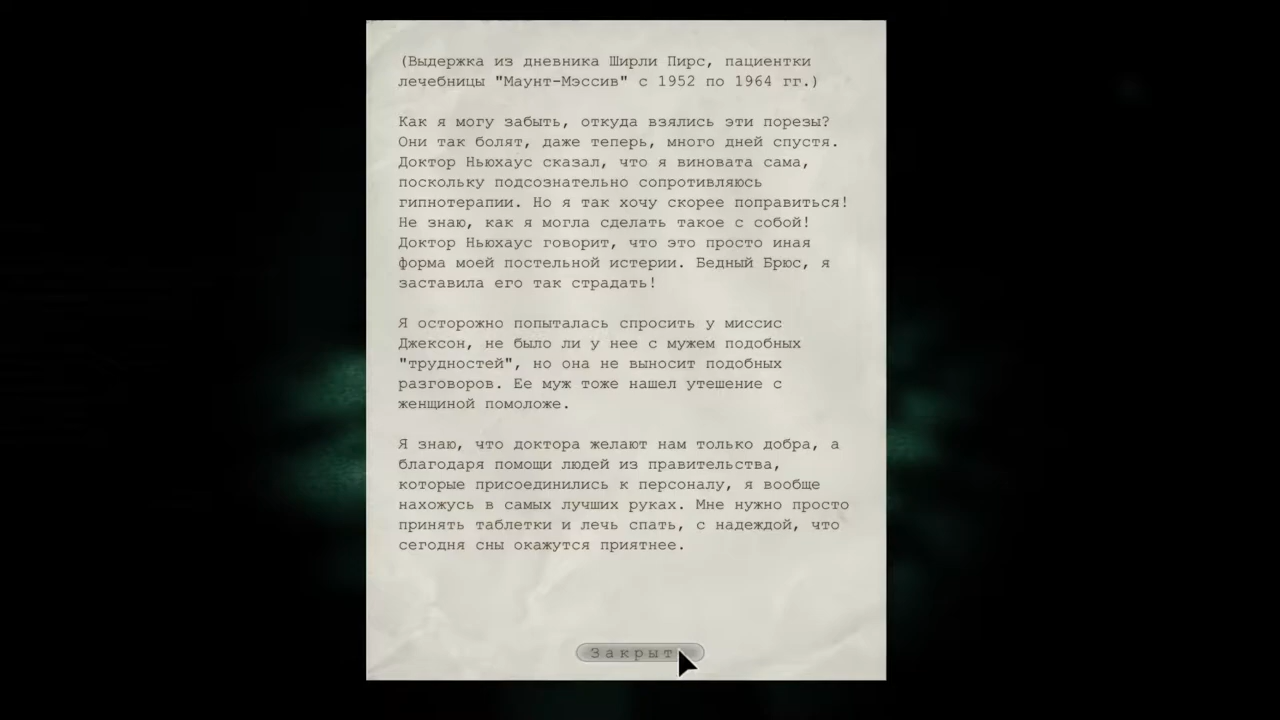 (Выдержка из дневника Ширли Пирс, пациентки
лечебницы "Маунт-Мэссив" с 1952 по 1964 гг.)
Как я могу забыть, откуда взялись эти порезы?
Они так болят, даже теперь, много дней спустя.
Доктор Ньюхаус сказал, что я виновата сама,
поскольку подсознательно сопротивляюсь
гипнотерапии. Но я так хочу скорее поправиться!
Не знаю, как я могла сделать такое с собой!
Доктор Ньюхаус говорит, что это просто иная
форма моей постельной истерии. Бедный Брюс, я
заставила его так страдать!
Я осторожно попыталась спросить у миссис
Джексон, не было ли у нее с мужем подобных
"трудностей", но она не выносит подобных
разговоров. Ее муж тоже нашел утешение с
женщиной помоложе.
Я знаю, что доктора желают нам только добра, а
благодаря помощи людей из правительства,
которые присоединились к персоналу, я вообще
нахожусь в самых лучших руках. Мне нужно просто
принять таблетки и лечь спать, с надеждой, что
сегодня сны окажутся приятнее.
Закрыт